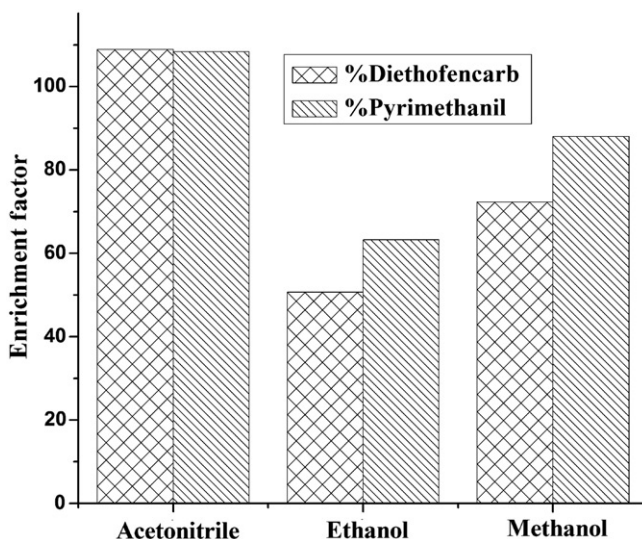 %Diethofencarb
%Pyrimethanil
Enrichment factor
100
80
60
40
20
0
Acetonitrile Ethanol Methanol